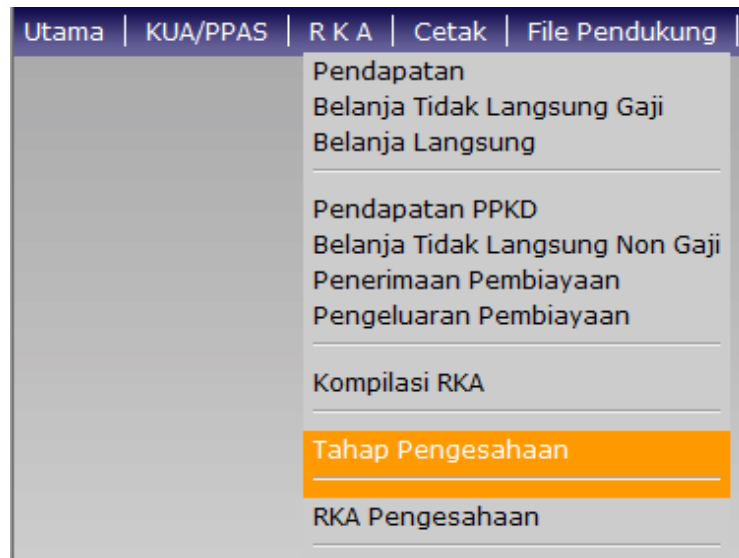 Utama | KUA/PPAS | R K A | Cetak | File Pendukung |
Pendapatan
Belanja Tidak Langsung Gaji
Belanja Langsung
Pendapatan PPKD
Belanja Tidak Langsung Non Gaji
Penerimaan Pembiayaan
Pengeluaran Pembiayaan
Kompilasi RKA
Tahap Pengesahaan
RKA Pengesahaan